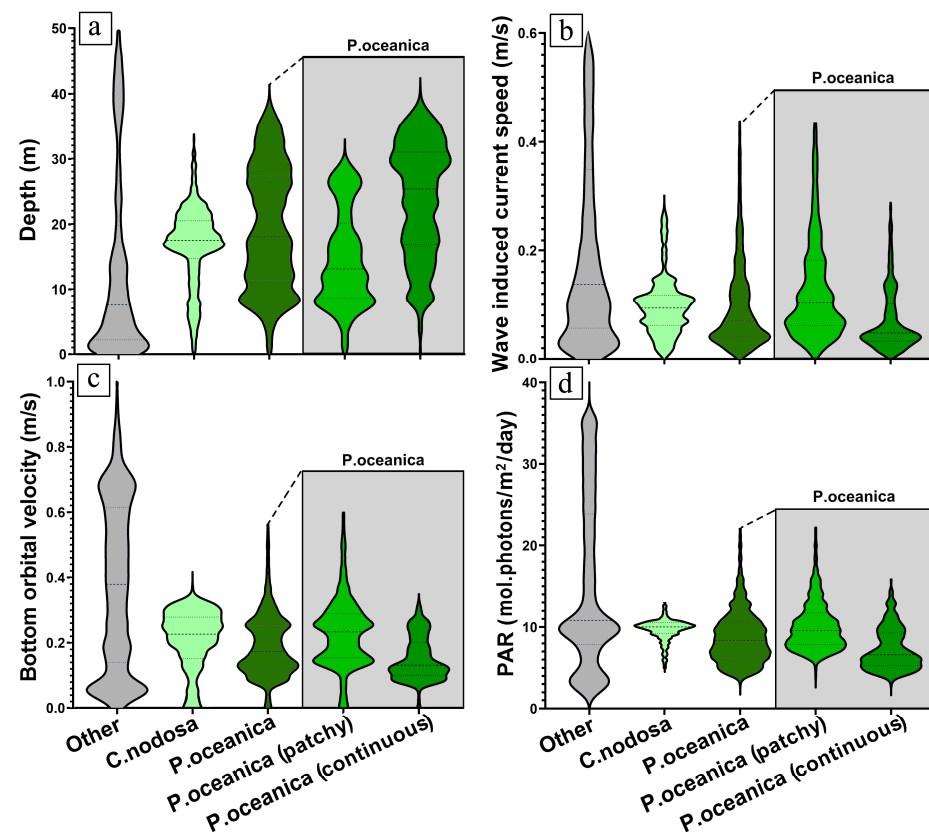 a
P.oceanica
Depth (m)
50
40
30
20
10
0
b
P.oceanica
Wave induced current speed (m/s)
0.6
0.4
0.2
0.0
c
P.oceanica
Bottom orbital velocity (m/s)
1.0
0.8
0.6
0.4
0.2
0.0
Other
C.nodosa
P.oceanica
P.oceanica (patchy)
P.oceanica (continuous)
d
P.oceanica
PAR (mol.photons/m²/day)
40
30
20
10
0
Other
C.nodosa
P.oceanica
P.oceanica (patchy)
P.oceanica (continuous)